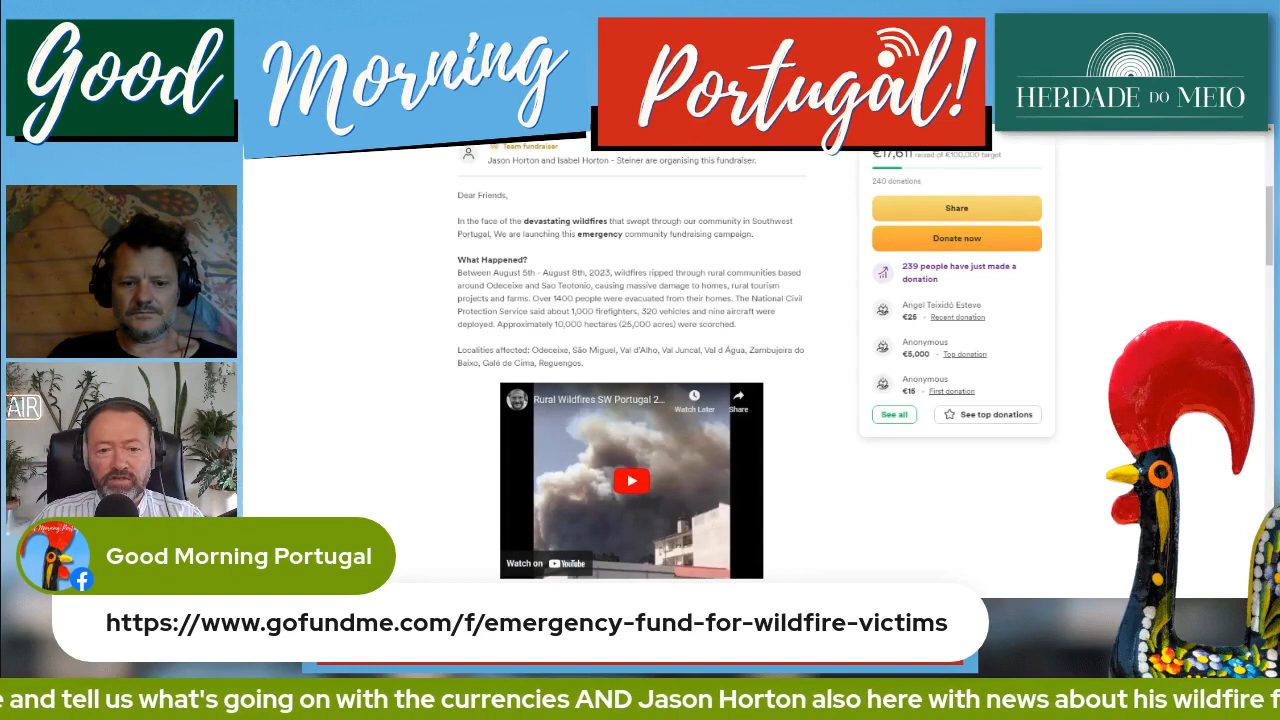 Good Morning Portugal!
HERDADE DO MEIO
Team fundraiser
Jason Horton and Isabel Horton - Steiner are organising this fundraiser.
Dear Friends,
In the face of the devastating wildfires that swept through our community in Southwest
Portugal, We are launching this emergency community fundraising campaign.
What Happened?
Between August 5th - August 8th, 2023, wildfires ripped through rural communities based
around Odeceixe and Sao Teotonio, causing massive damage to homes, rural tourism
projects and farms. Over 1400 people were evacuated from their homes. The National Civil
Protection Service said about 1,000 firefighters, 320 vehicles and nine aircraft were
deployed. Approximately 10,000 hectares (25,000 acres) were scorched.
Localities affected: Odeceixe, São Miguel, Val d'Alho, Val Juncal, Val d Água, Zambujeira do
Baixo, Galé de Cima, Reguengos.
Rural Wildfires SW Portugal 2...
Watch Later
Share
Watch on YouTube
€17,611 raised of €100,000 target
240 donations
Share
Donate now
239 people have just made a
donation
Angel Teixidó Esteve
€25 • Recent donation
Anonymous
€5,000 • Top donation
Anonymous
€15 • First donation
See all
See top donations
AIR
Good Morning Portugal
https://www.gofundme.com/f/emergency-fund-for-wildfire-victims
e and tell us what's going on with the currencies AND Jason Horton also here with news about his wildfire f